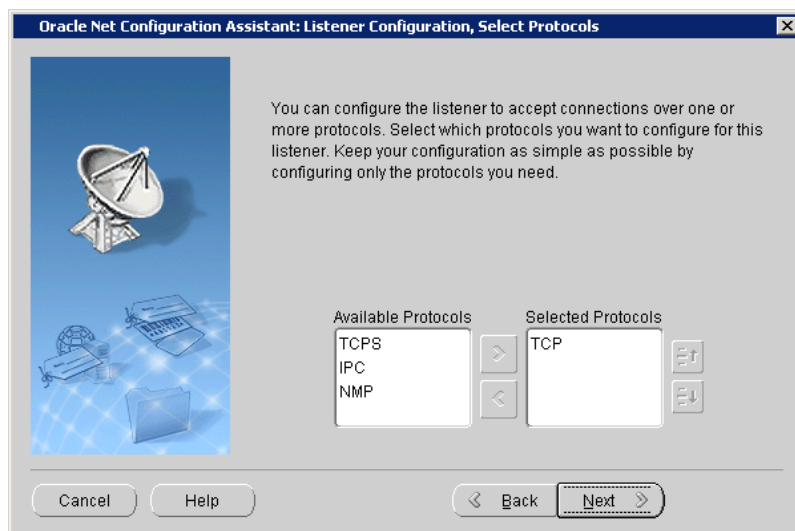 Oracle Net Configuration Assistant: Listener Configuration, Select Protocols
You can configure the listener to accept connections over one or
more protocols. Select which protocols you want to configure for this
listener. Keep your configuration as simple as possible by
configuring only the protocols you need.
Available Protocols
TCPS
IPC
NMP
Selected Protocols
TCP
Cancel
Help
Back
Next